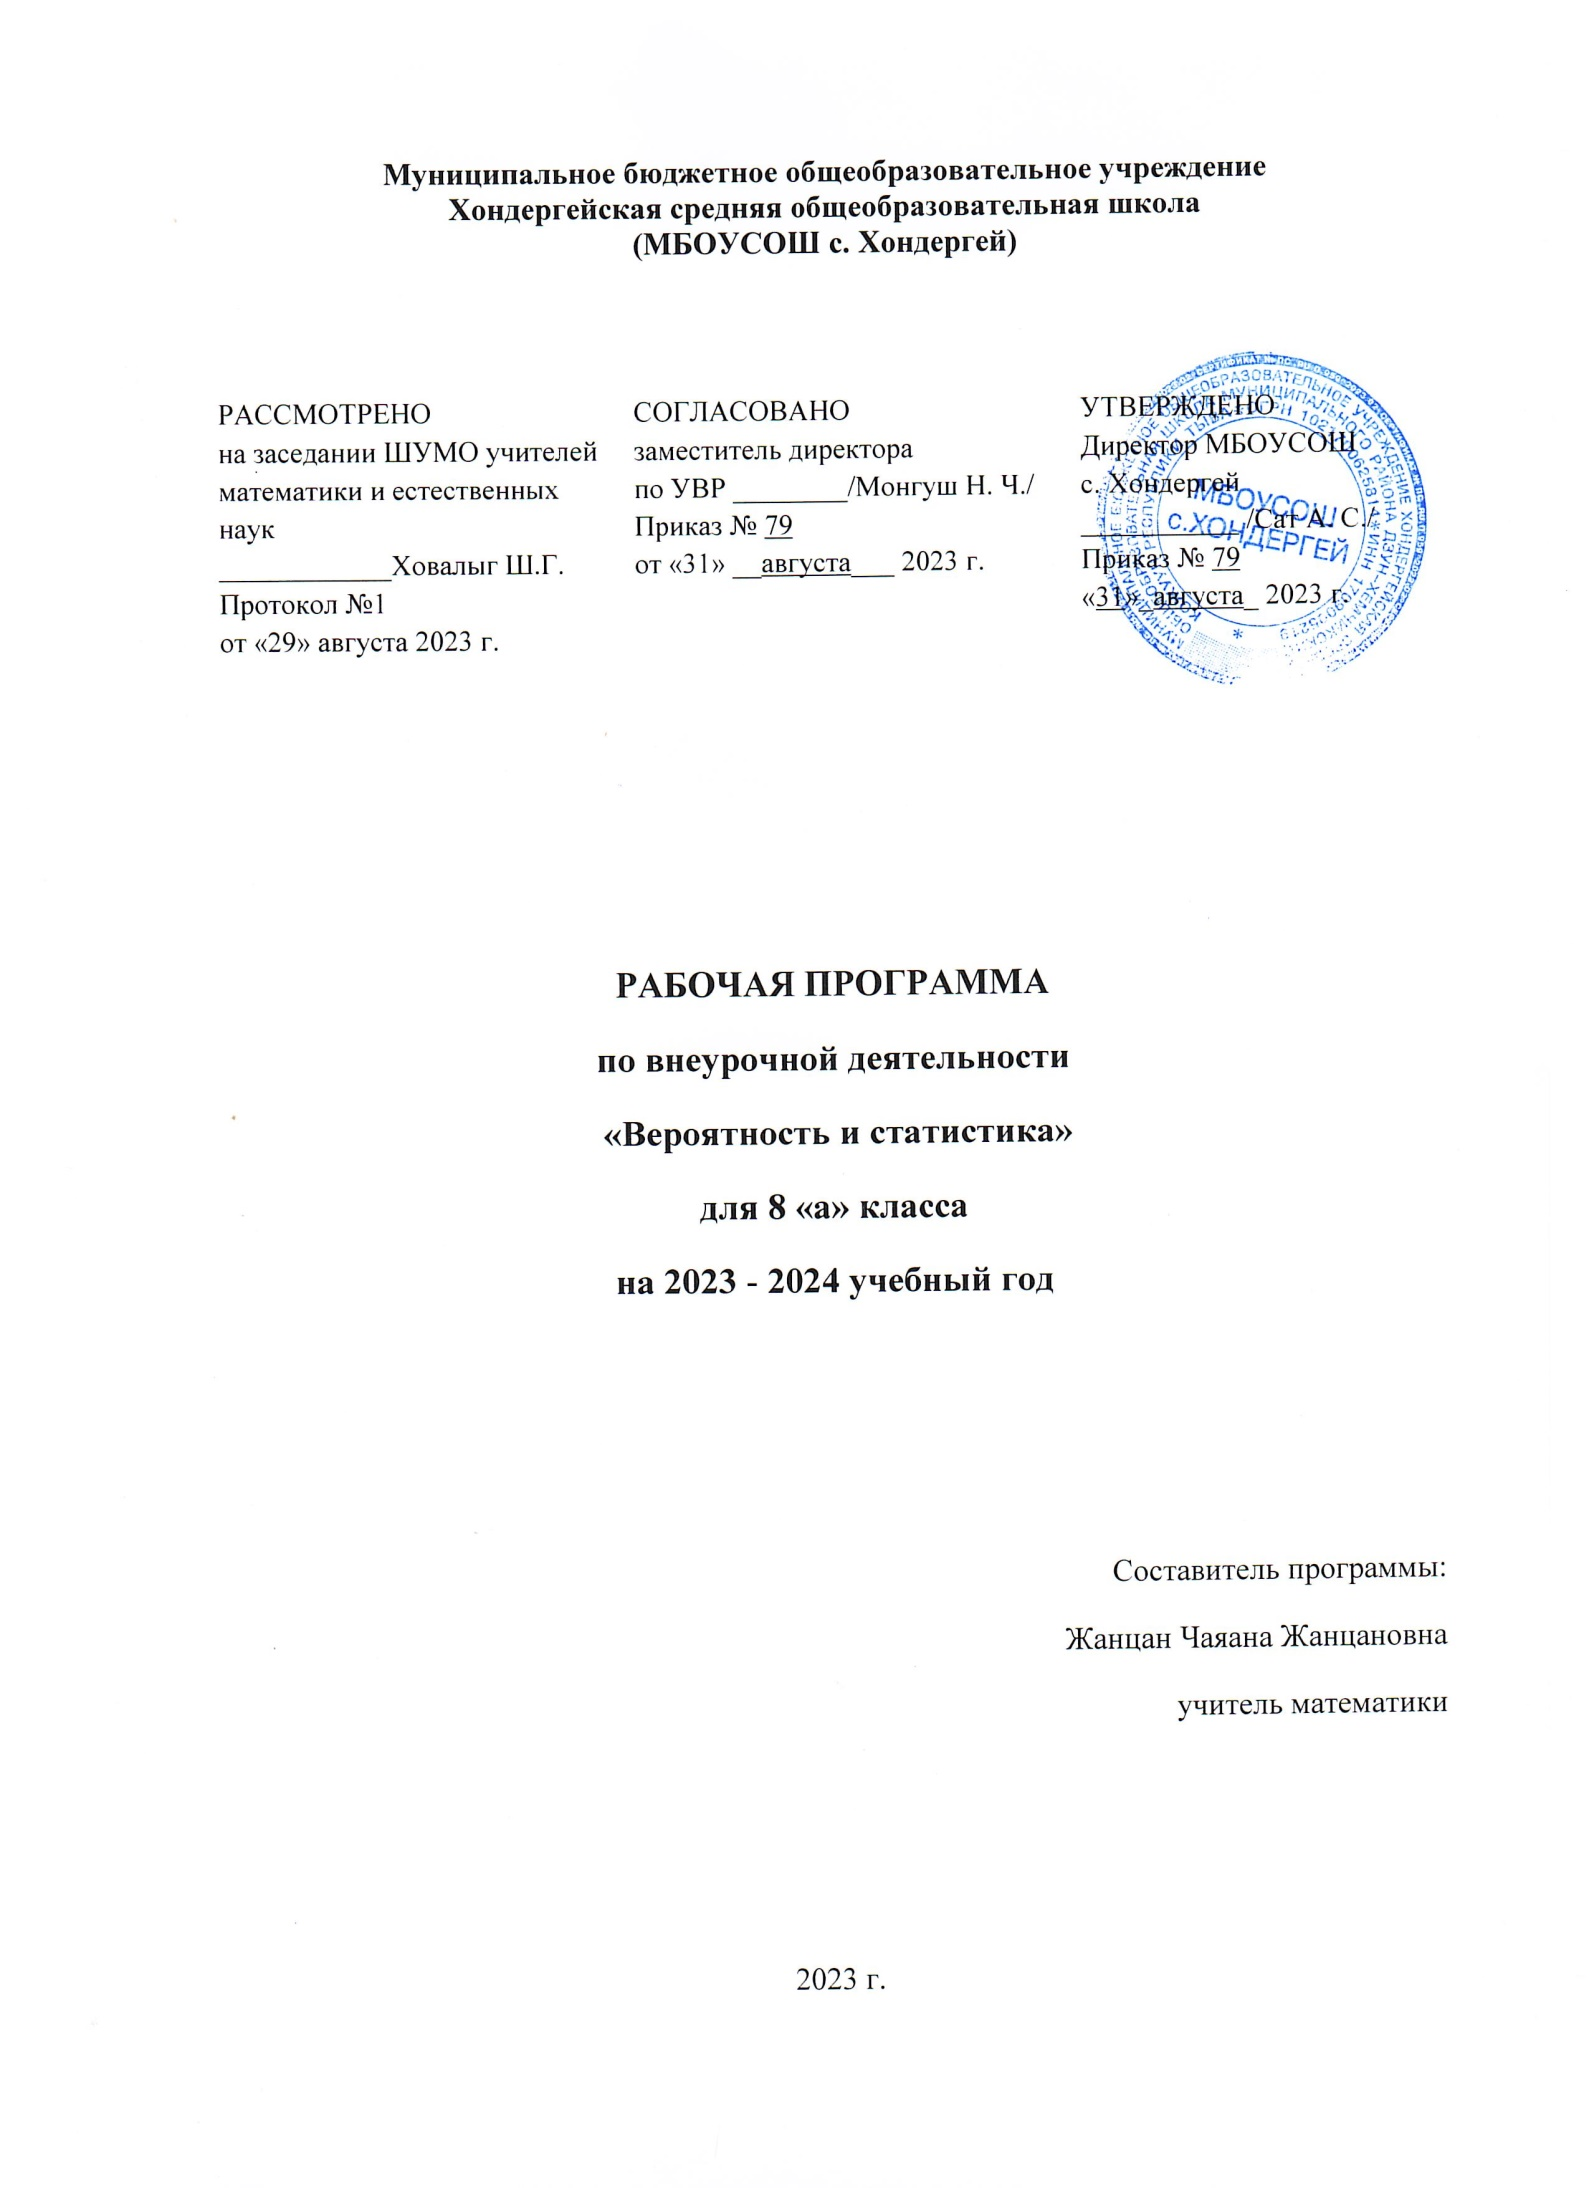 Муниципальное бюджетное общеобразовательное учреждение
Хондергейская средняя общеобразовательная школа
(МБОУСОШ с. Хондергей)
РАССМОТРЕНО
на заседании ШУМО учителей
математики и естественных
наук
____________Ховалыг Ш.Г.
Протокол №1
от «29» августа 2023 г.
СОГЛАСОВАНО
заместитель директора
по УВР ________/Монгуш Н. Ч./
Приказ № 79
от «31» __августа___ 2023 г.
УТВЕРЖДЕНО
Директор МБОУСОШ
с. Хондергей
____________/Сат А. С./
Приказ № 79
«31»_августа_ 2023 г.
МБОУСОШ
с.ХОНДЕРГЕЙ
РАБОЧАЯ ПРОГРАММА
по внеурочной деятельности
«Вероятность и статистика»
для 8 «а» класса
на 2023 - 2024 учебный год
Составитель программы:
Жанцан Чаяана Жанцановна
учитель математики
2023 г.